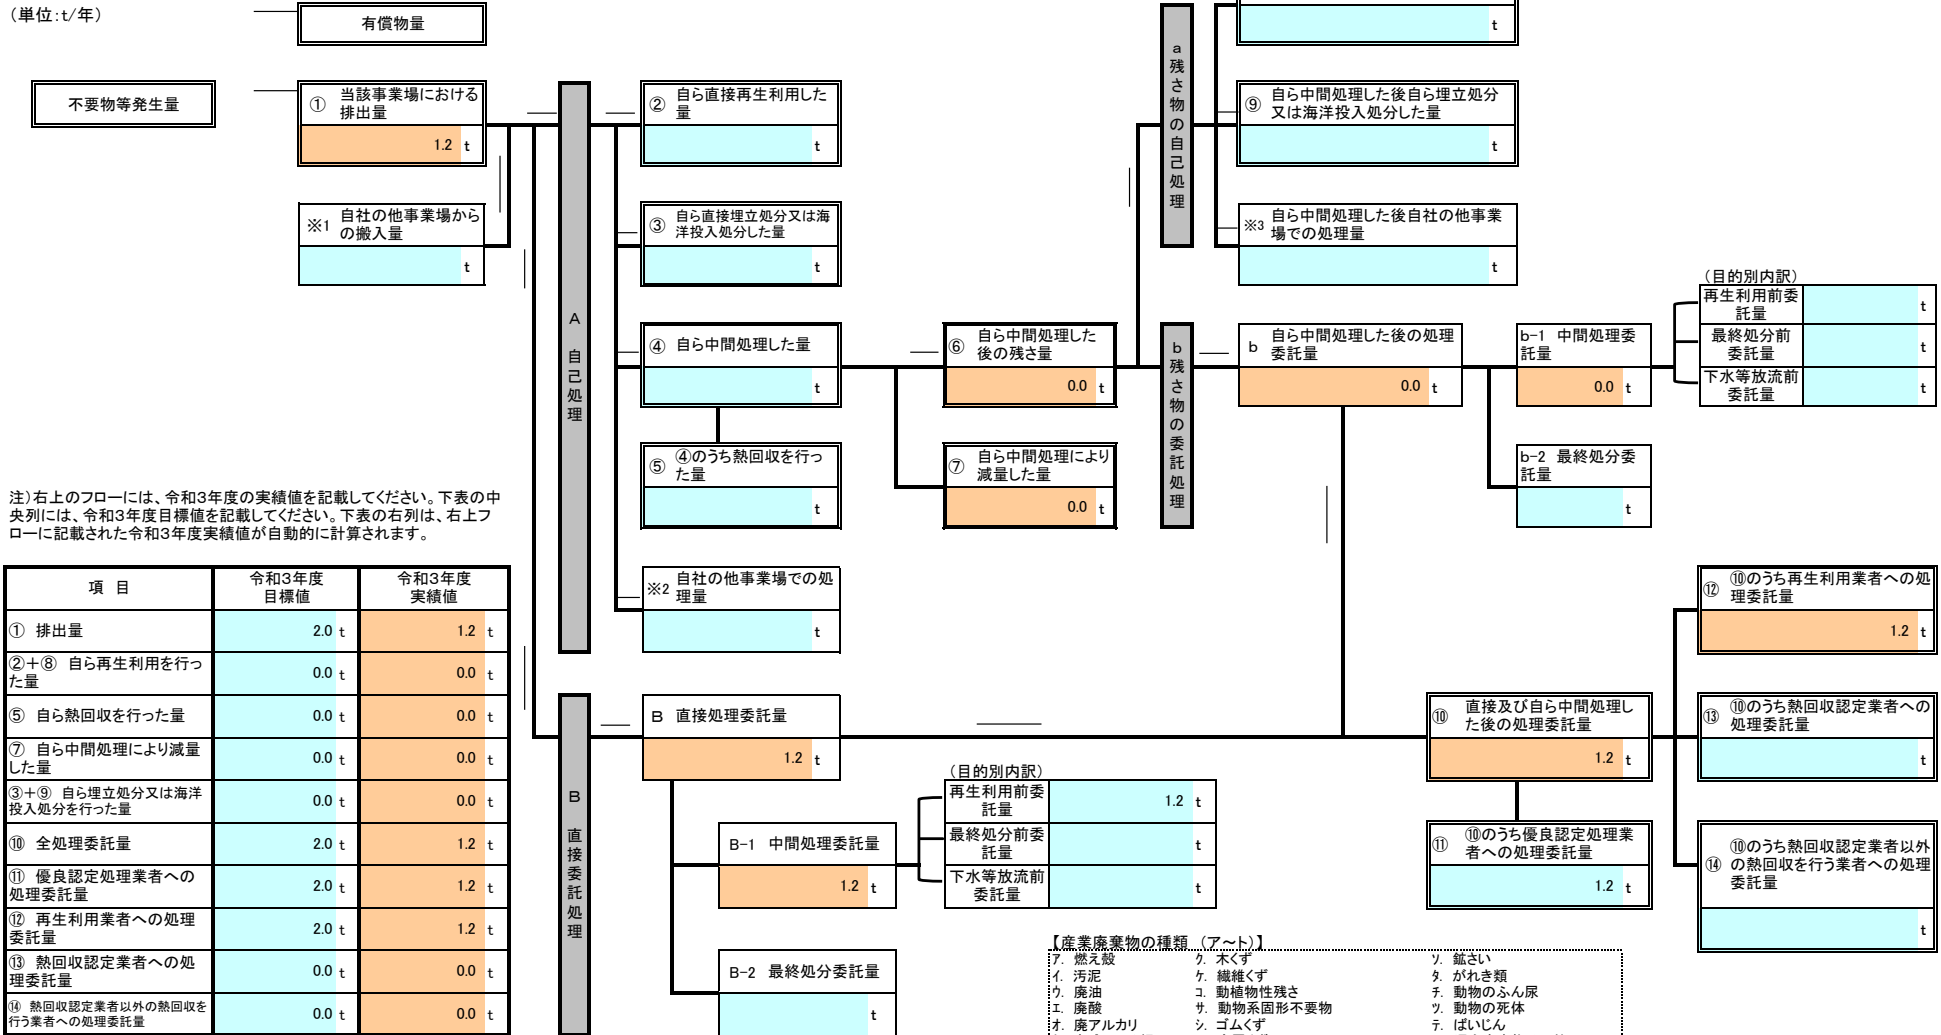 (単位:t/年)
有償物量
不要物等発生量
① 当該事業場における
排出量
1.2 t
※1 自社の他事業場から
の搬入量
t
A 自己処理
② 自ら直接再生利用した
量
t
③ 自ら直接埋立処分又は海
洋投入処分した量
t
④ 自ら中間処理した量
t
⑤ ④のうち熱回収を行っ
た量
t
※2 自社の他事業場での処
理量
t
⑥ 自ら中間処理した
後の残さ量
0.0 t
⑦ 自ら中間処理により
減量した量
0.0 t
a 残さ物の自己処理
t
⑨ 自ら中間処理した後自ら埋立処分
又は海洋投入処分した量
t
※3 自ら中間処理した後自社の他事業
場での処理量
t
b 残さ物の委託処理
b 自ら中間処理した後の処理
委託量
0.0 t
b-1 中間処理委
託量
0.0 t
b-2 最終処分委
託量
t
(目的別内訳)
再生利用前委
託量
t
最終処分前
委託量
t
下水等放流前
委託量
t
注)右上のフローには、令和3年度の実績値を記載してください。下表の中
央列には、令和3年度目標値を記載してください。下表の右列は、右上フ
ローに記載された令和3年度実績値が自動的に計算されます。
項 目 令和3年度 目標値 令和3年度 実績値
① 排出量 2.0 t 1.2 t
②+⑧ 自ら再生利用を行っ
た量 0.0 t 0.0 t
⑤ 自ら熱回収を行った量 0.0 t 0.0 t
⑦ 自ら中間処理により減量
した量 0.0 t 0.0 t
③+⑨ 自ら埋立処分又は海洋
投入処分を行った量 0.0 t 0.0 t
⑩ 全処理委託量 2.0 t 1.2 t
⑪ 優良認定処理業者への
処理委託量 2.0 t 1.2 t
⑫ 再生利用業者への処理
委託量 2.0 t 1.2 t
⑬ 熱回収認定業者への処
理委託量 0.0 t 0.0 t
⑭ 熱回収認定業者以外の熱回収を
行う業者への処理委託量 0.0 t 0.0 t
B 直接委託処理
B 直接処理委託量
1.2 t
B-1 中間処理委託量
1.2 t
B-2 最終処分委託量
t
(目的別内訳)
再生利用前委
託量
1.2 t
最終処分前委
託量
t
下水等放流前
委託量
t
⑩ 直接及び自ら中間処理し
た後の処理委託量
1.2 t
⑪ ⑩のうち優良認定処理業
者への処理委託量
1.2 t
⑫ ⑩のうち再生利用業者への処
理委託量
1.2 t
⑬ ⑩のうち熱回収認定業者への
処理委託量
t
⑭ ⑩のうち熱回収認定業者以外
の熱回収を行う業者への処理
委託量
t
【産業廃棄物の種類 (ア~ト)】
ア. 燃え殻 ク. 木くず ソ. 鉱さい
イ. 汚泥 ケ. 繊維くず タ. がれき類
ウ. 廃油 コ. 動植物性残さ チ. 動物のふん尿
エ. 廃酸 サ. 動物系固形不要物 ツ. 動物の死体
オ. 廃アルカリ シ. ゴムくず テ. ばいじん